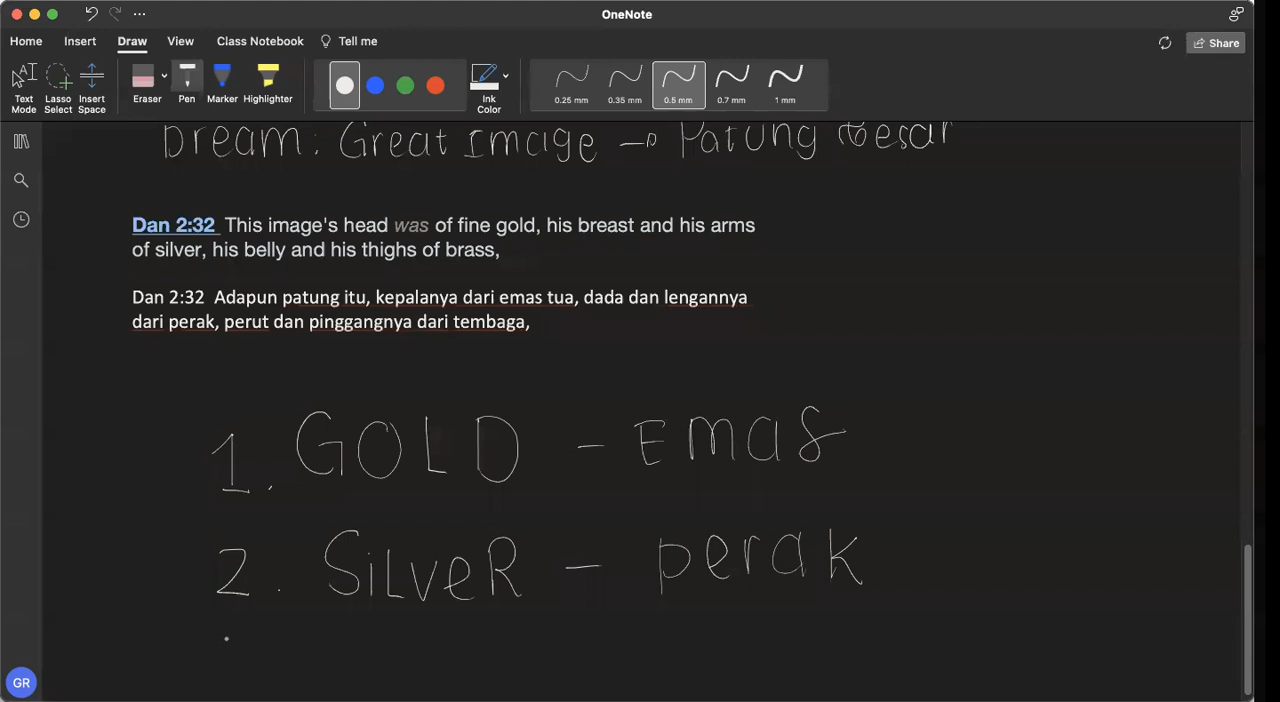 OneNote
Home Insert Draw View Class Notebook Tell me Share
Text Mode Lasso Select Insert Space Eraser Pen Marker Highlighter Ink Color 0.25 mm 0.35 mm 0.5 mm 0.7 mm 1 mm
Dream: Great Image → Patung Besar
Dan 2:32 This image's head was of fine gold, his breast and his arms
of silver, his belly and his thighs of brass,
Dan 2:32 Adapun patung itu, kepalanya dari emas tua, dada dan lengannya
dari perak, perut dan pinggangnya dari tembaga,
1. GOLD - Emas
2. SilveR - perak
GR